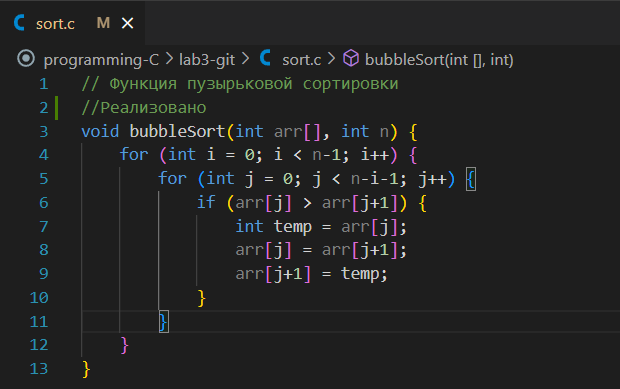 C sort.c M ×
programming-C > lab3-git > C sort.c > bubbleSort(int [], int)
1 // Функция пузырьковой сортировки
2 //Реализовано
3 void bubbleSort(int arr[], int n) {
4     for (int i = 0; i < n-1; i++) {
5         for (int j = 0; j < n-i-1; j++) {
6             if (arr[j] > arr[j+1]) {
7                 int temp = arr[j];
8                 arr[j] = arr[j+1];
9                 arr[j+1] = temp;
10             }
11         }
12     }
13 }